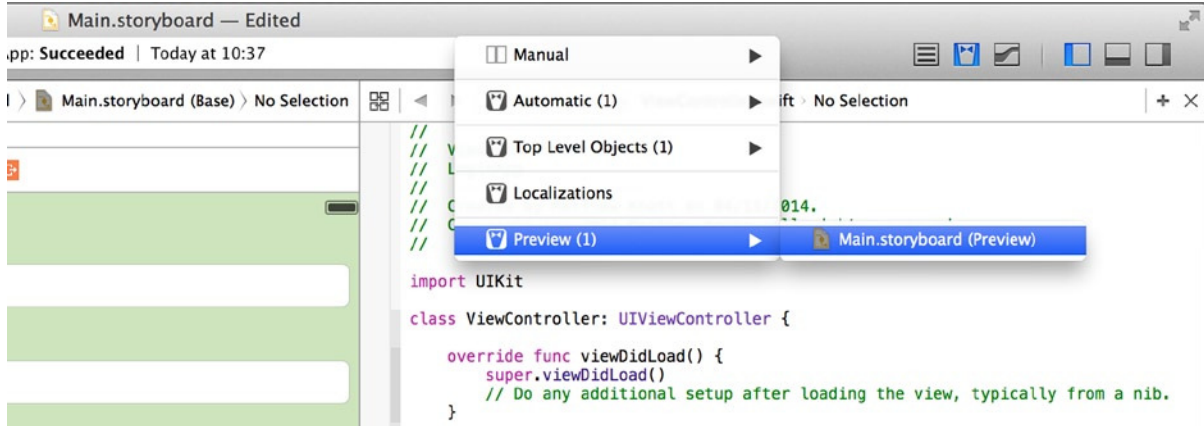 Main.storyboard — Edited
App: Succeeded | Today at 10:37
Main.storyboard (Base) › No Selection
ift › No Selection
Manual
Automatic (1)
Top Level Objects (1)
Localizations
Preview (1)
Main.storyboard (Preview)
//
//
//
//
// 014.
//
//
import UIKit
class ViewController: UIViewController {
override func viewDidLoad() {
super.viewDidLoad()
// Do any additional setup after loading the view, typically from a nib.
}